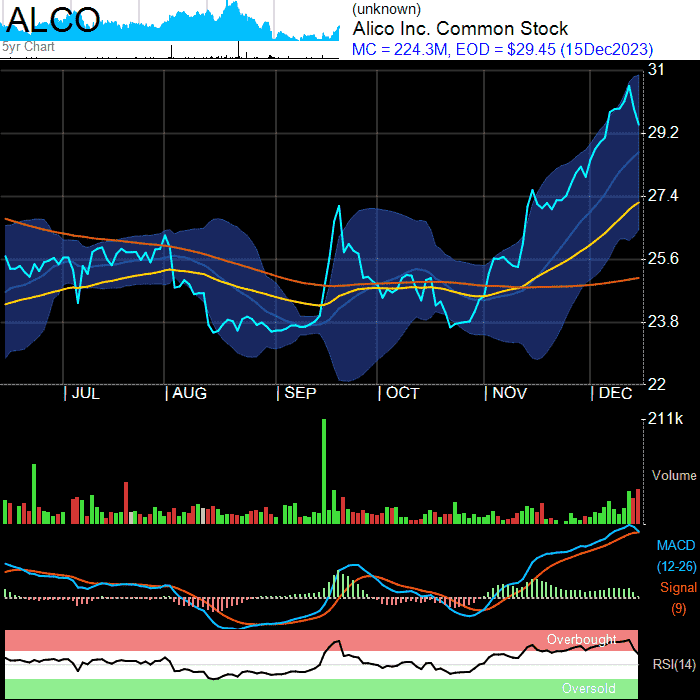 ALCO
5yr Chart
(unknown)
Alico Inc. Common Stock
MC = 224.3M, EOD = $29.45 (15Dec2023)
31
29.2
27.4
25.6
23.8
22
JUL AUG SEP OCT NOV DEC
211k
Volume
MACD
(12-26)
Signal
(9)
Overbought
RSI(14)
Oversold